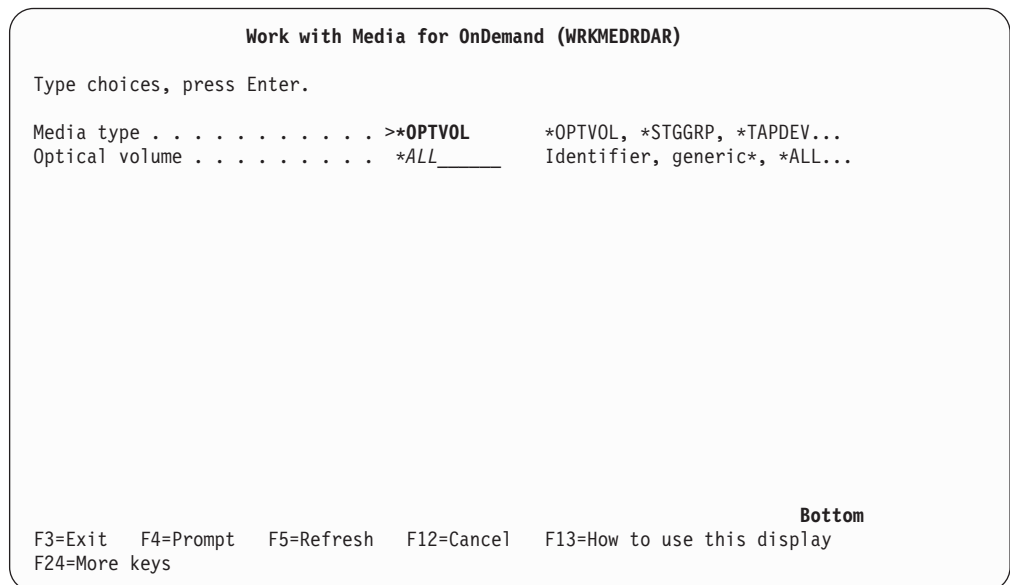 Work with Media for OnDemand (WRKMEDRDAR)
Type choices, press Enter.
Media type . . . . . . . . . . . >*OPTVOL *OPTVOL, *STGGRP, *TAPDEV...
Optical volume . . . . . . . . . *ALL______ Identifier, generic*, *ALL...
Bottom
F3=Exit F4=Prompt F5=Refresh F12=Cancel F13=How to use this display
F24=More keys